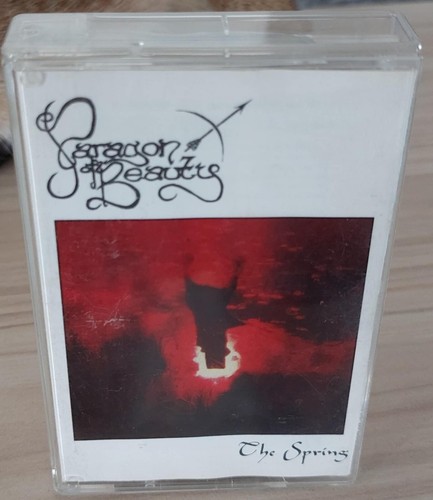 Paragon
of Beauty
The Spring